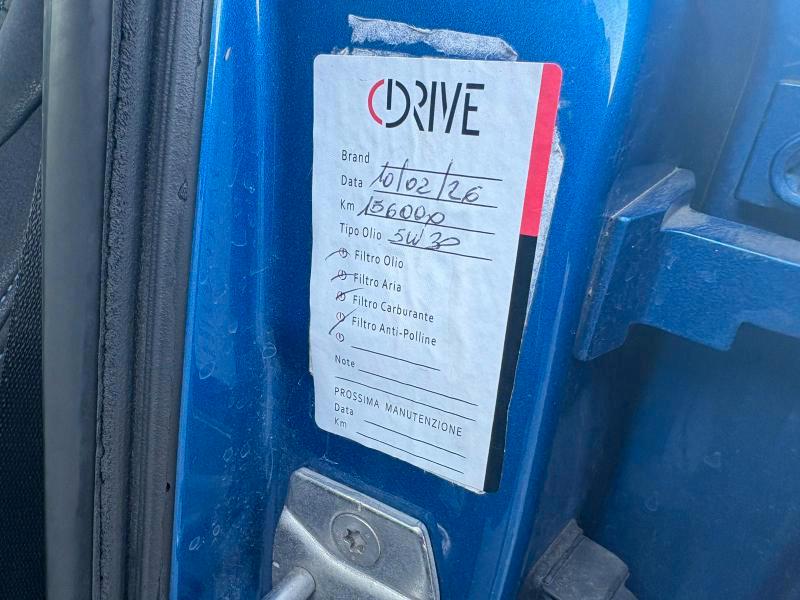 DRIVE
Brand
Data 10/02/26
Km 156000
Tipo Olio 5W30
Filtro Olio
Filtro Aria
Filtro Carburante
Filtro Anti-Polline
Note
PROSSIMA MANUTENZIONE
Data
Km